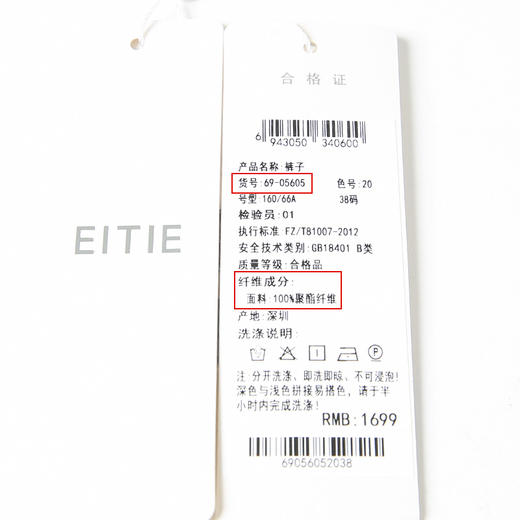 EITIE
合格证
6 943050 340600
产品名称:裤子
货号:69-05605 色号:20
号型:160/66A 38码
检验员:01
执行标准:FZ/T81007-2012
安全技术类别:GB18401 B类
质量等级:合格品
纤维成分:
面料:100%聚酯纤维
产地:深圳
洗涤说明:
P
注:分开洗涤、即洗即晾、不可浸泡!
深色与浅色拼接易搭色,请于半
小时内完成洗涤!
RMB:1699
69056052038